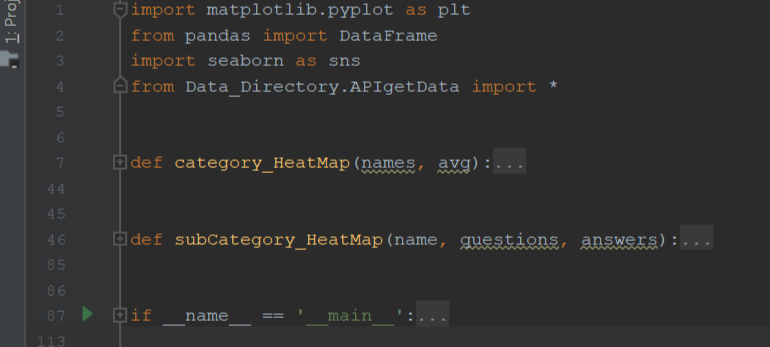 1: Proj
1 import matplotlib.pyplot as plt
2 from pandas import DataFrame
3 import seaborn as sns
4 from Data_Directory.APIgetData import *
5
6
7 def category_HeatMap(names, avg):...
44
45
46 def subCategory_HeatMap(name, questions, answers):...
85
86
87 if __name__ == '__main__':...
113